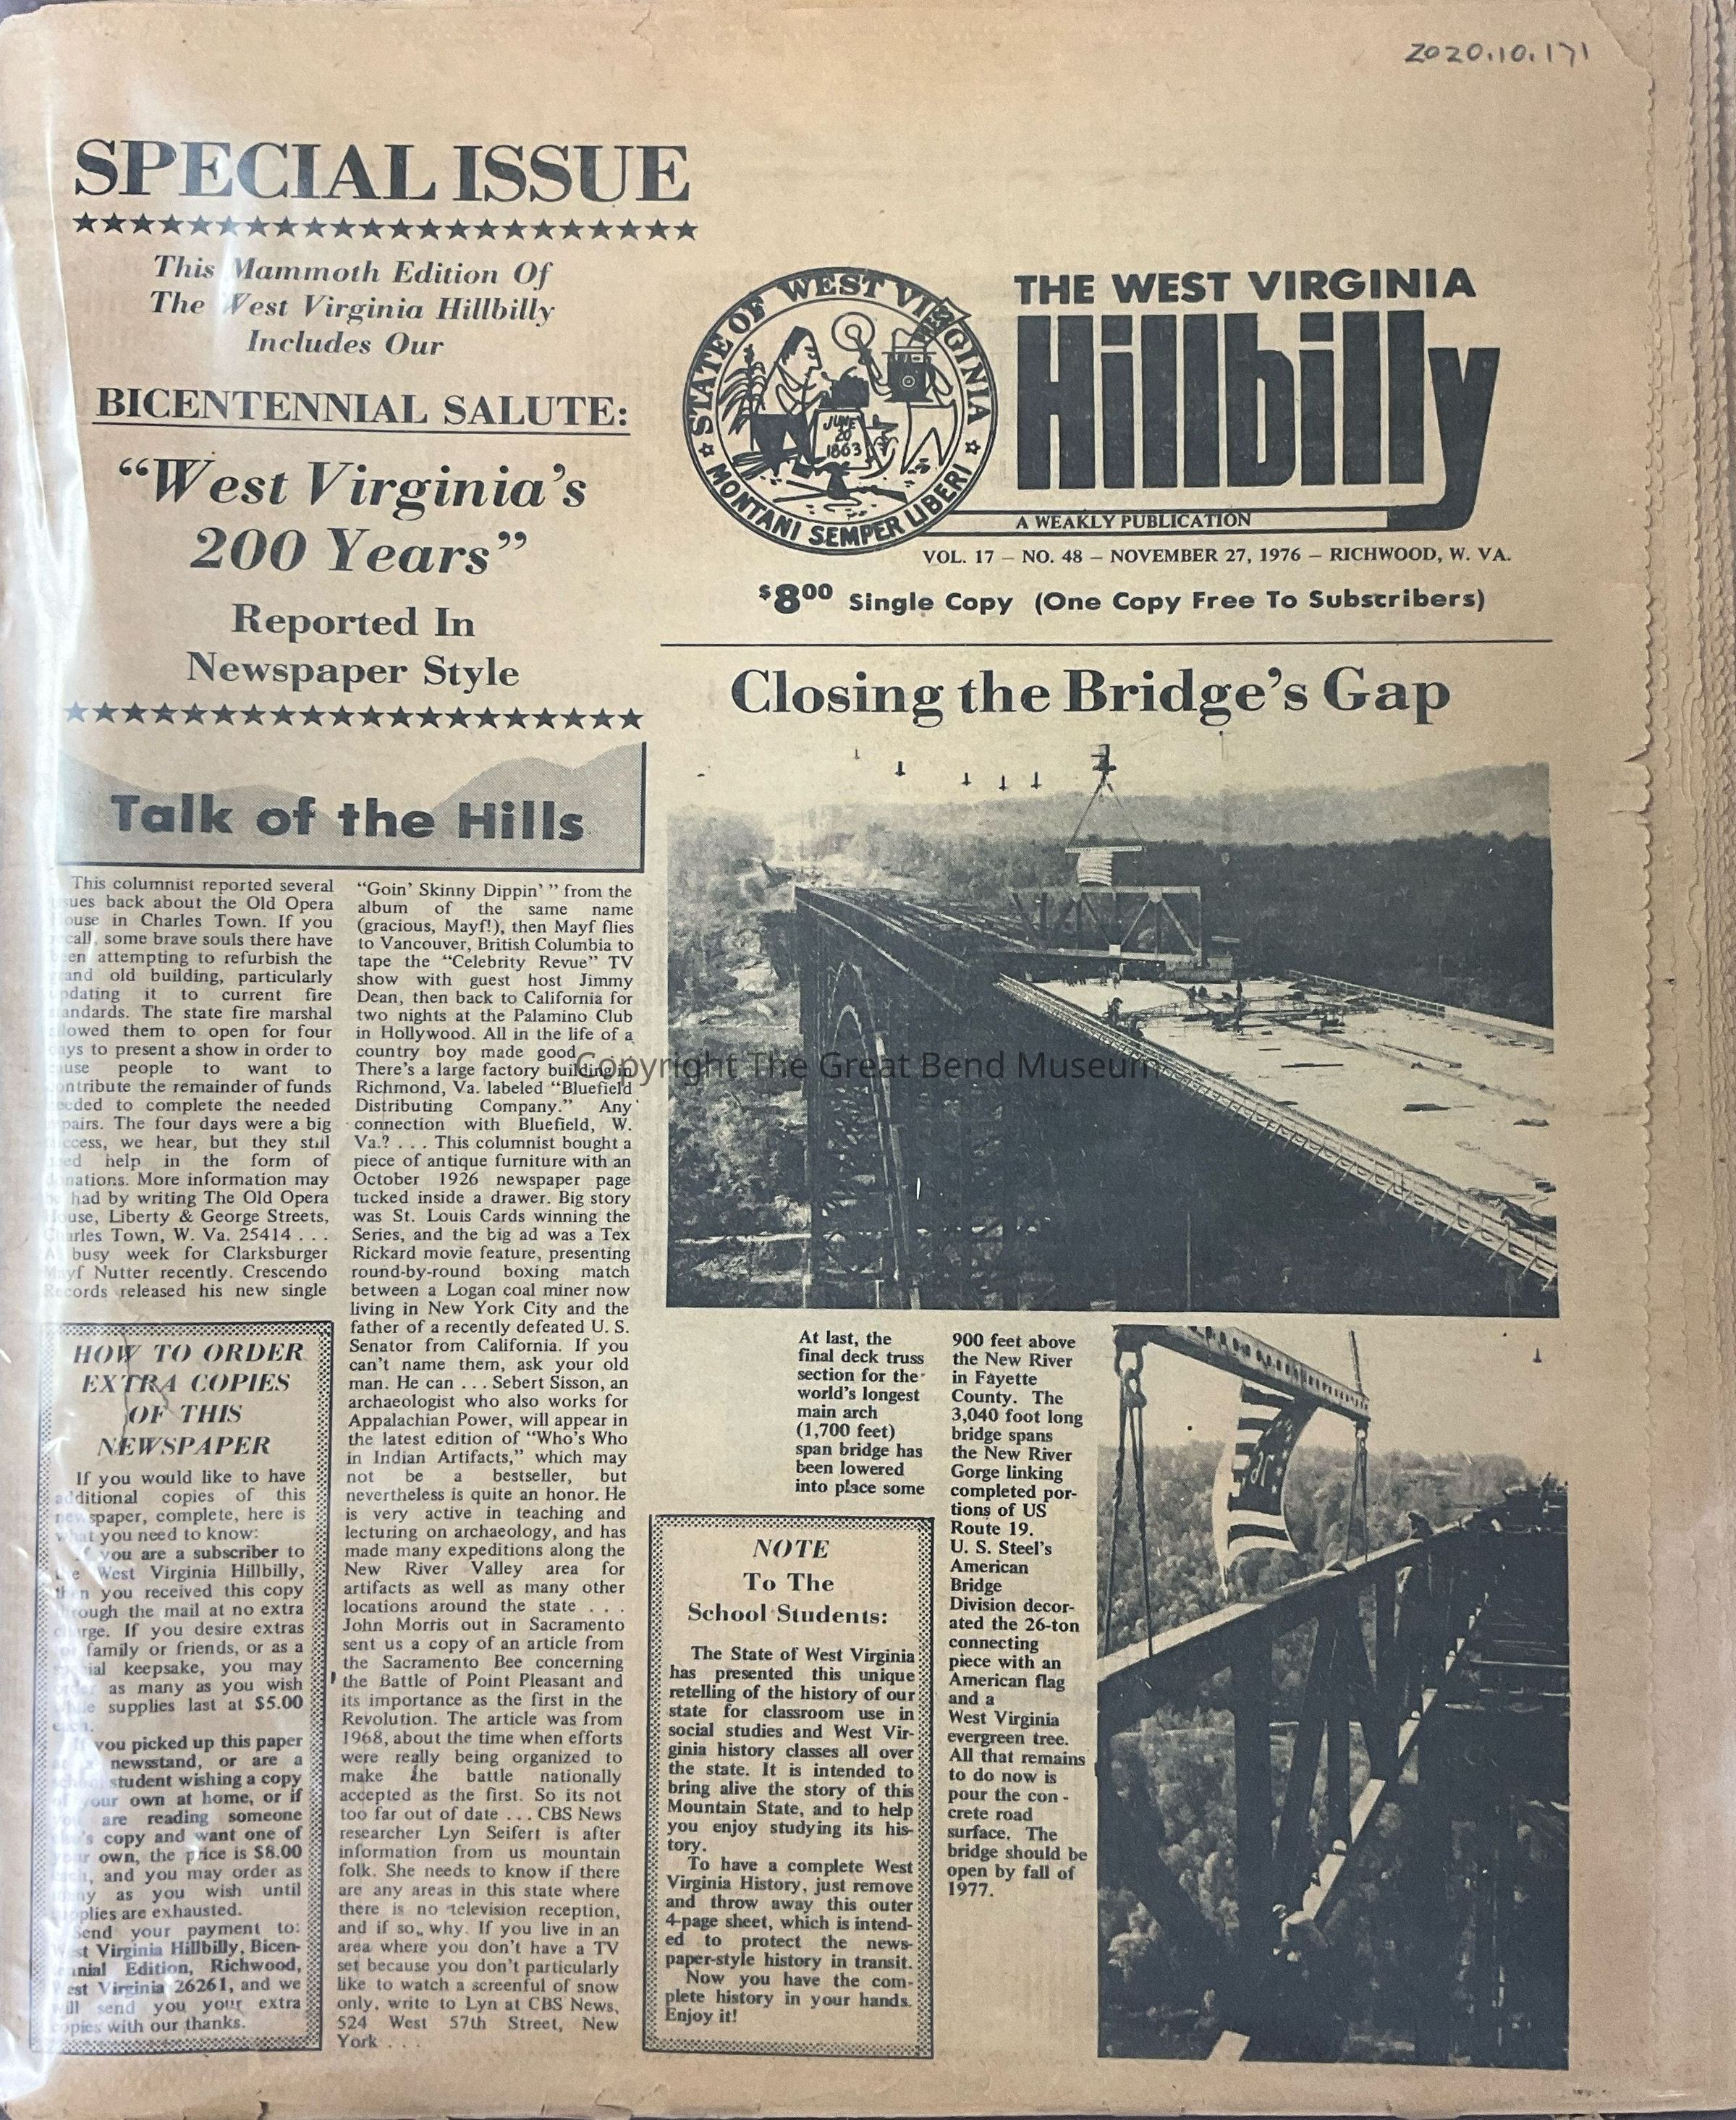 2020.10.171
SPECIAL ISSUE
This Mammoth Edition Of
The West Virginia Hillbilly
Includes Our
BICENTENNIAL SALUTE:
“West Virginia’s
200 Years”
Reported In
Newspaper Style
STATE OF WEST VIRGINIA
JUNE
20
1863
MONTANI SEMPER LIBERI
THE WEST VIRGINIA
Hillbilly
A WEAKLY PUBLICATION
VOL. 17 – NO. 48 – NOVEMBER 27, 1976 – RICHWOOD, W. VA.
$800 Single Copy (One Copy Free To Subscribers)
Talk of the Hills
This columnist reported several
issues back about the Old Opera
House in Charles Town. If you
recall, some brave souls there have
been attempting to refurbish the
grand old building, particularly
updating it to current fire
standards. The state fire marshal
allowed them to open for four
days to present a show in order to
cause people to want to
contribute the remainder of funds
needed to complete the needed
repairs. The four days were a big
success, we hear, but they still
need help in the form of
donations. More information may
be had by writing The Old Opera
House, Liberty & George Streets,
Charles Town, W. Va. 25414 . . .
A busy week for Clarksburger
Mayf Nutter recently. Crescendo
Records released his new single
“Goin’ Skinny Dippin’ ” from the
album of the same name
(gracious, Mayf!), then Mayf flies
to Vancouver, British Columbia to
tape the “Celebrity Revue” TV
show with guest host Jimmy
Dean, then back to California for
two nights at the Palamino Club
in Hollywood. All in the life of a
country boy made good
There’s a large factory building in
Richmond, Va. labeled “Bluefield
Distributing Company.” Any
connection with Bluefield, W.
Va.? . . . This columnist bought a
piece of antique furniture with an
October 1926 newspaper page
tucked inside a drawer. Big story
was St. Louis Cards winning the
Series, and the big ad was a Tex
Rickard movie feature, presenting
round-by-round boxing match
between a Logan coal miner now
living in New York City and the
father of a recently defeated U. S.
Senator from California. If you
can’t name them, ask your old
man. He can . . . Sebert Sisson, an
archaeologist who also works for
Appalachian Power, will appear in
the latest edition of “Who’s Who
in Indian Artifacts,” which may
not be a bestseller, but
nevertheless is quite an honor. He
is very active in teaching and
lecturing on archaeology, and has
made many expeditions along the
New River Valley area for
artifacts as well as many other
locations around the state . . .
John Morris out in Sacramento
sent us a copy of an article from
the Sacramento Bee concerning
the Battle of Point Pleasant and
its importance as the first in the
Revolution. The article was from
1968, about the time when efforts
were really being organized to
make the battle nationally
accepted as the first. So its not
too far out of date . . . CBS News
researcher Lyn Seifert is after
information from us mountain
folk. She needs to know if there
are any areas in this state where
there is no television reception,
and if so, why. If you live in an
area where you don’t have a TV
set because you don’t particularly
like to watch a screenful of snow
only, write to Lyn at CBS News,
524 West 57th Street, New
York . . .
HOW TO ORDER
EXTRA COPIES
OF THIS
NEWSPAPER
If you would like to have
additional copies of this
newspaper, complete, here is
what you need to know:
If you are a subscriber to
the West Virginia Hillbilly,
then you received this copy
through the mail at no extra
charge. If you desire extras
for family or friends, or as a
special keepsake, you may
order as many as you wish
while supplies last at $5.00
each.
If you picked up this paper
at a newsstand, or are a
school student wishing a copy
of your own at home, or if
you are reading someone
else’s copy and want one of
your own, the price is $8.00
each, and you may order as
many as you wish until
supplies are exhausted.
Send your payment to:
West Virginia Hillbilly, Bicen-
tennial Edition, Richwood,
West Virginia 26261, and we
will send you your extra
copies with our thanks.
Closing the Bridge’s Gap
At last, the
final deck truss
section for the
world’s longest
main arch
(1,700 feet)
span bridge has
been lowered
into place some
900 feet above
the New River
in Fayette
County. The
3,040 foot long
bridge spans
the New River
Gorge linking
completed por-
tions of US
Route 19.
U. S. Steel’s
American
Bridge
Division decor-
ated the 26-ton
connecting
piece with an
American flag
and a
West Virginia
evergreen tree.
All that remains
to do now is
pour the con -
crete road
surface. The
bridge should be
open by fall of
1977.
NOTE
To The
School Students:
The State of West Virginia
has presented this unique
retelling of the history of our
state for classroom use in
social studies and West Vir-
ginia history classes all over
the state. It is intended to
bring alive the story of this
Mountain State, and to help
you enjoy studying its his-
tory.
To have a complete West
Virginia History, just remove
and throw away this outer
4-page sheet, which is intend-
ed to protect the news-
paper-style history in transit.
Now you have the com-
plete history in your hands.
Enjoy it!
Copyright The Great Bend Museum